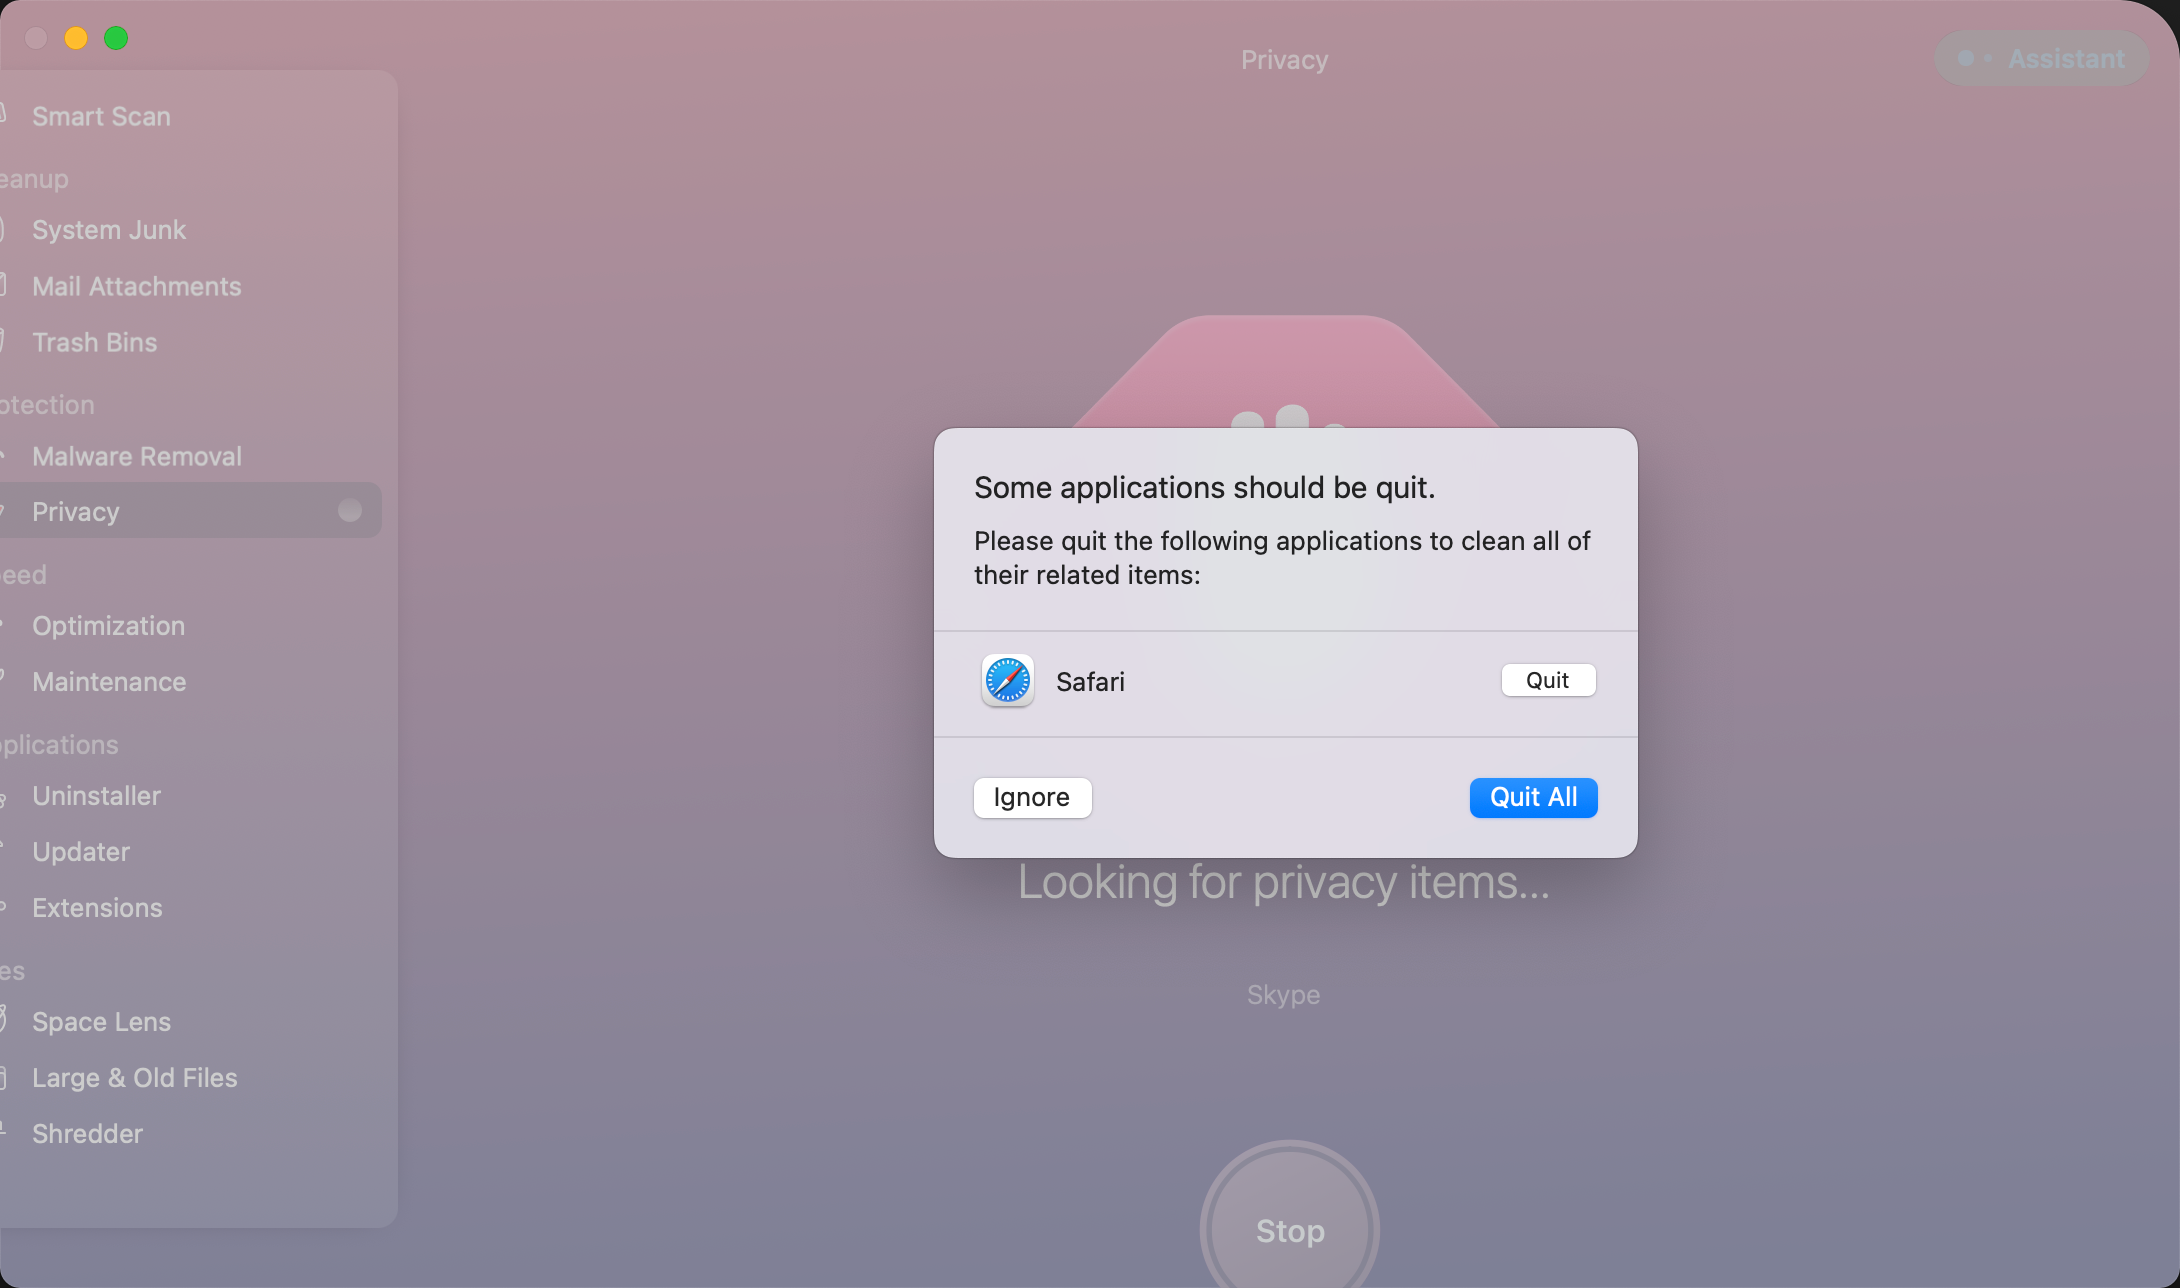 Privacy
Assistant
Smart Scan
eanup
System Junk
Mail Attachments
Trash Bins
otection
Malware Removal
Privacy
eed
Optimization
Maintenance
plications
Uninstaller
Updater
Extensions
es
Space Lens
Large & Old Files
Shredder
Some applications should be quit.
Please quit the following applications to clean all of
their related items:
Safari
Quit
Ignore
Quit All
Looking for privacy items...
Skype
Stop